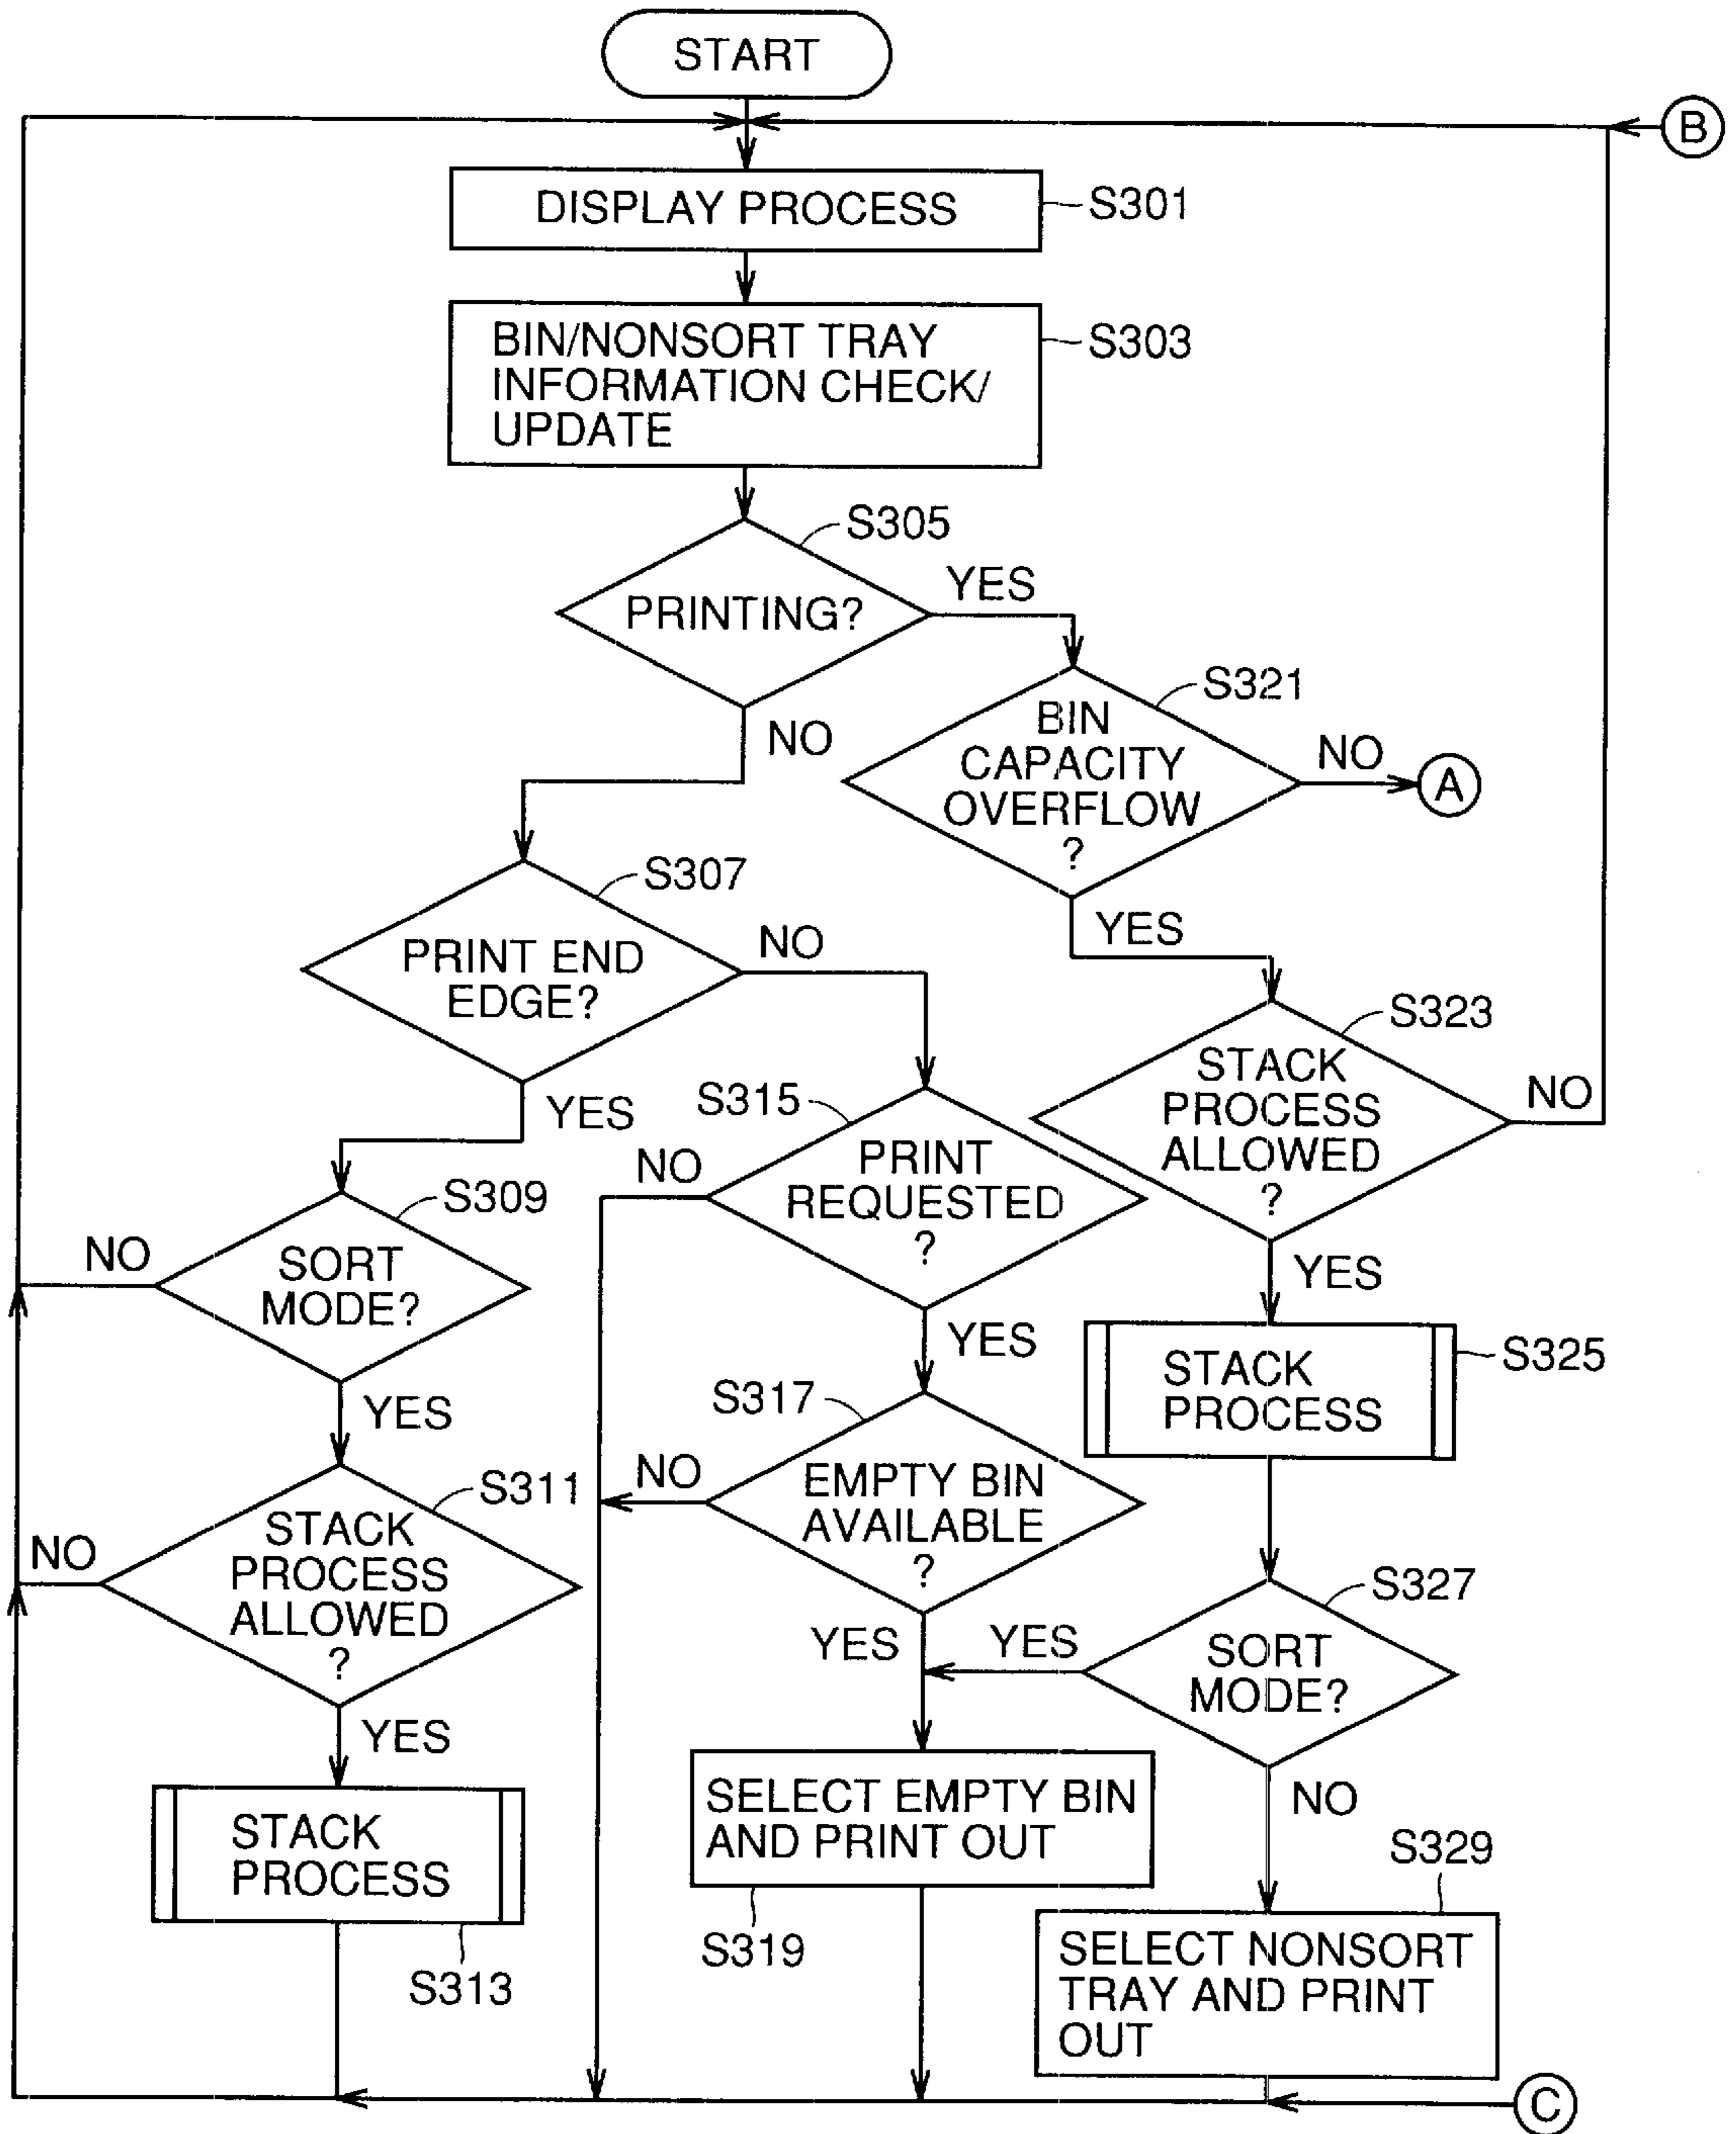 START
B
DISPLAY PROCESS
S301
BIN/NONSORT TRAY
INFORMATION CHECK/
UPDATE
S303
S305
PRINTING?
YES
NO
S321
BIN
CAPACITY
OVERFLOW
?
NO
A
YES
S307
PRINT END
EDGE?
NO
YES
S323
STACK
PROCESS
ALLOWED
?
NO
YES
S315
PRINT
REQUESTED
?
NO
YES
S309
SORT
MODE?
NO
YES
S325
STACK
PROCESS
S317
EMPTY BIN
AVAILABLE
?
NO
YES
S311
STACK
PROCESS
ALLOWED
?
NO
YES
S327
SORT
MODE?
YES
NO
STACK
PROCESS
S313
SELECT EMPTY BIN
AND PRINT OUT
S319
S329
SELECT NONSORT
TRAY AND PRINT
OUT
C